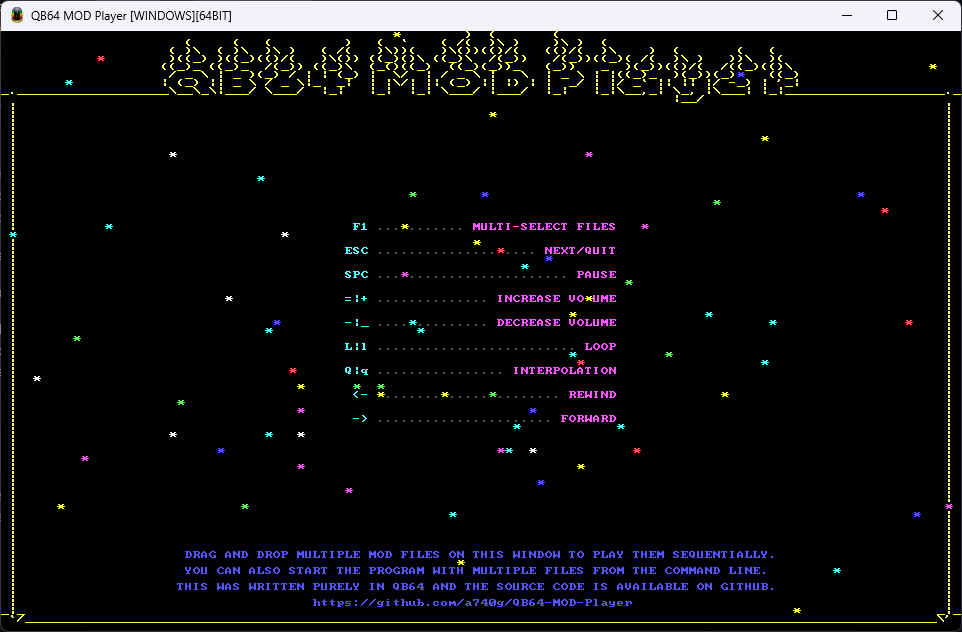 QB64 MOD Player [WINDOWS][64BIT]
QB64 MOD Player
F1 ........... MULTI-SELECT FILES
ESC .................... NEXT/QUIT
SPC ........................ PAUSE
=|+ .............. INCREASE VOLUME
-|_ .............. DECREASE VOLUME
L|l ......................... LOOP
Q|q ................ INTERPOLATION
<- ....................... REWIND
-> ...................... FORWARD
DRAG AND DROP MULTIPLE MOD FILES ON THIS WINDOW TO PLAY THEM SEQUENTIALLY.
YOU CAN ALSO START THE PROGRAM WITH MULTIPLE FILES FROM THE COMMAND LINE.
THIS WAS WRITTEN PURELY IN QB64 AND THE SOURCE CODE IS AVAILABLE ON GITHUB.
https://github.com/a740g/QB64-MOD-Player